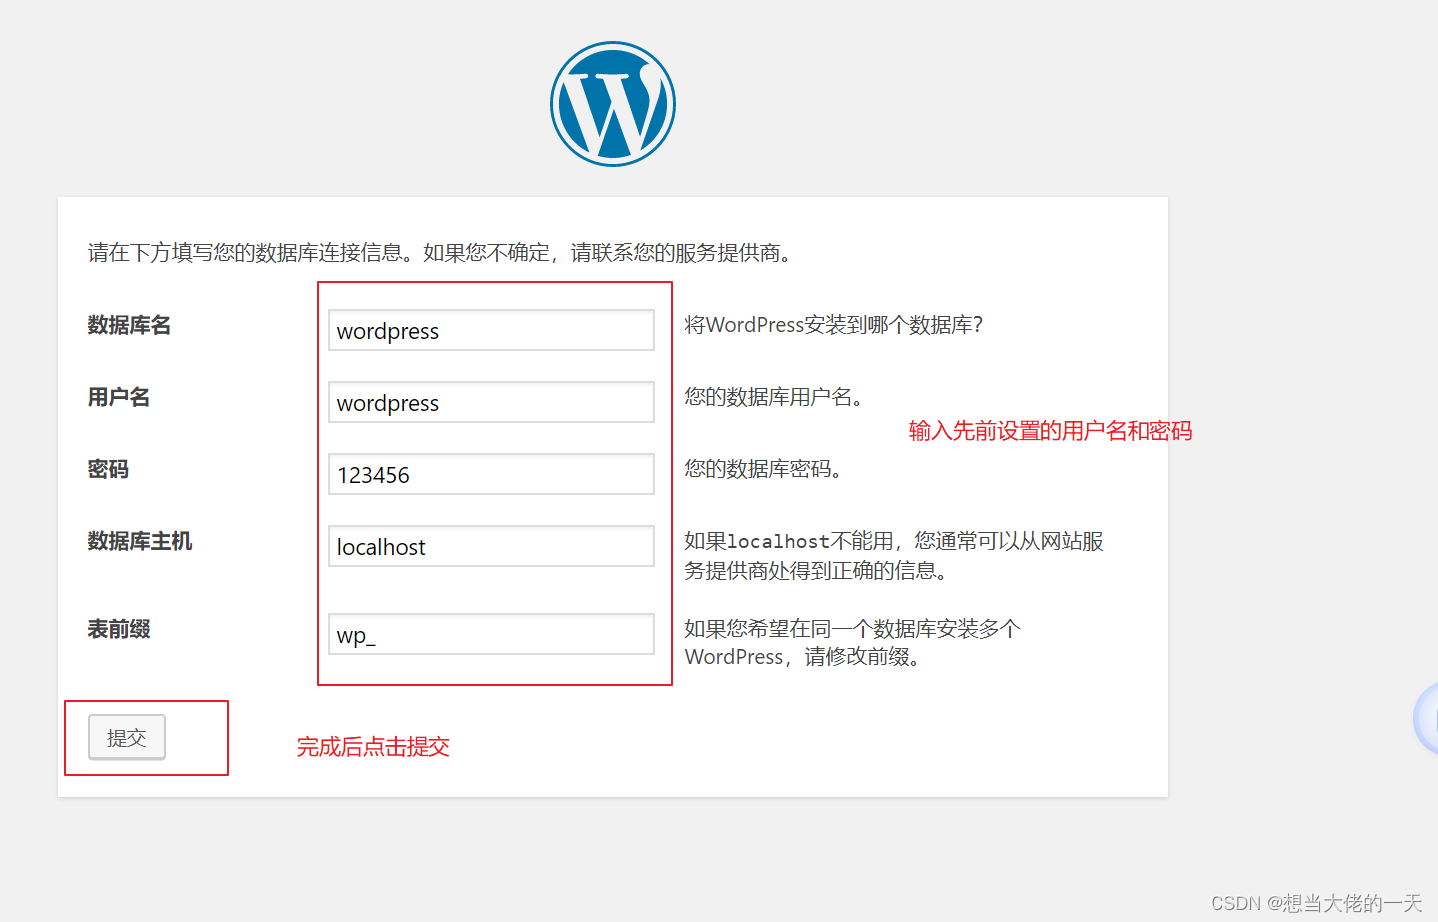 请在下方填写您的数据库连接信息。如果您不确定，请联系您的服务提供商。
数据库名
wordpress
将WordPress安装到哪个数据库？
用户名
wordpress
您的数据库用户名。
输入先前设置的用户名和密码
密码
123456
您的数据库密码。
数据库主机
localhost
如果localhost不能用，您通常可以从网站服
务提供商处得到正确的信息。
表前缀
wp_
如果您希望在同一个数据库安装多个
WordPress，请修改前缀。
提交
完成后点击提交
CSDN @想当大佬的一天